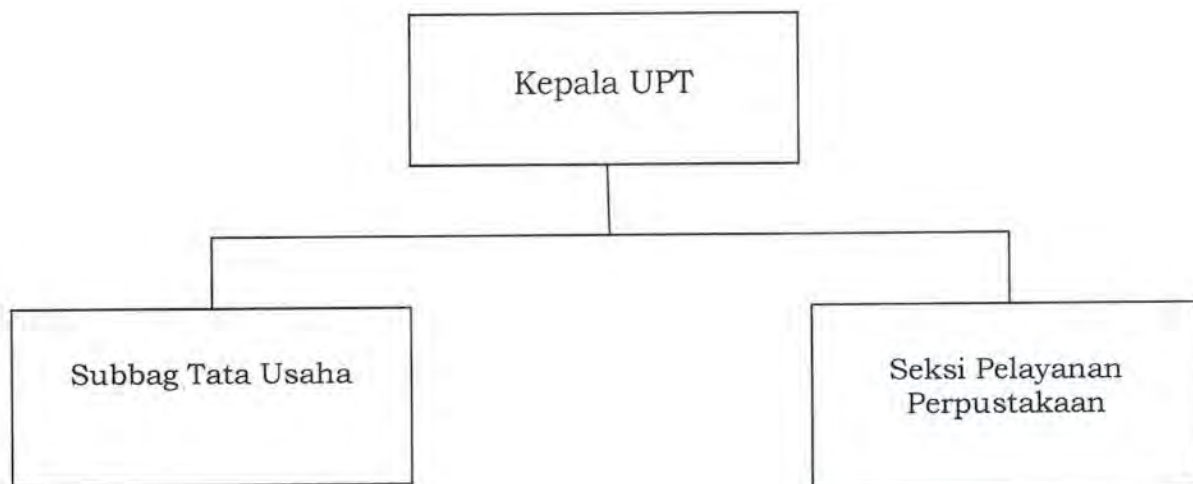 Kepala UPT
Subbag Tata Usaha
Seksi Pelayanan
Perpustakaan